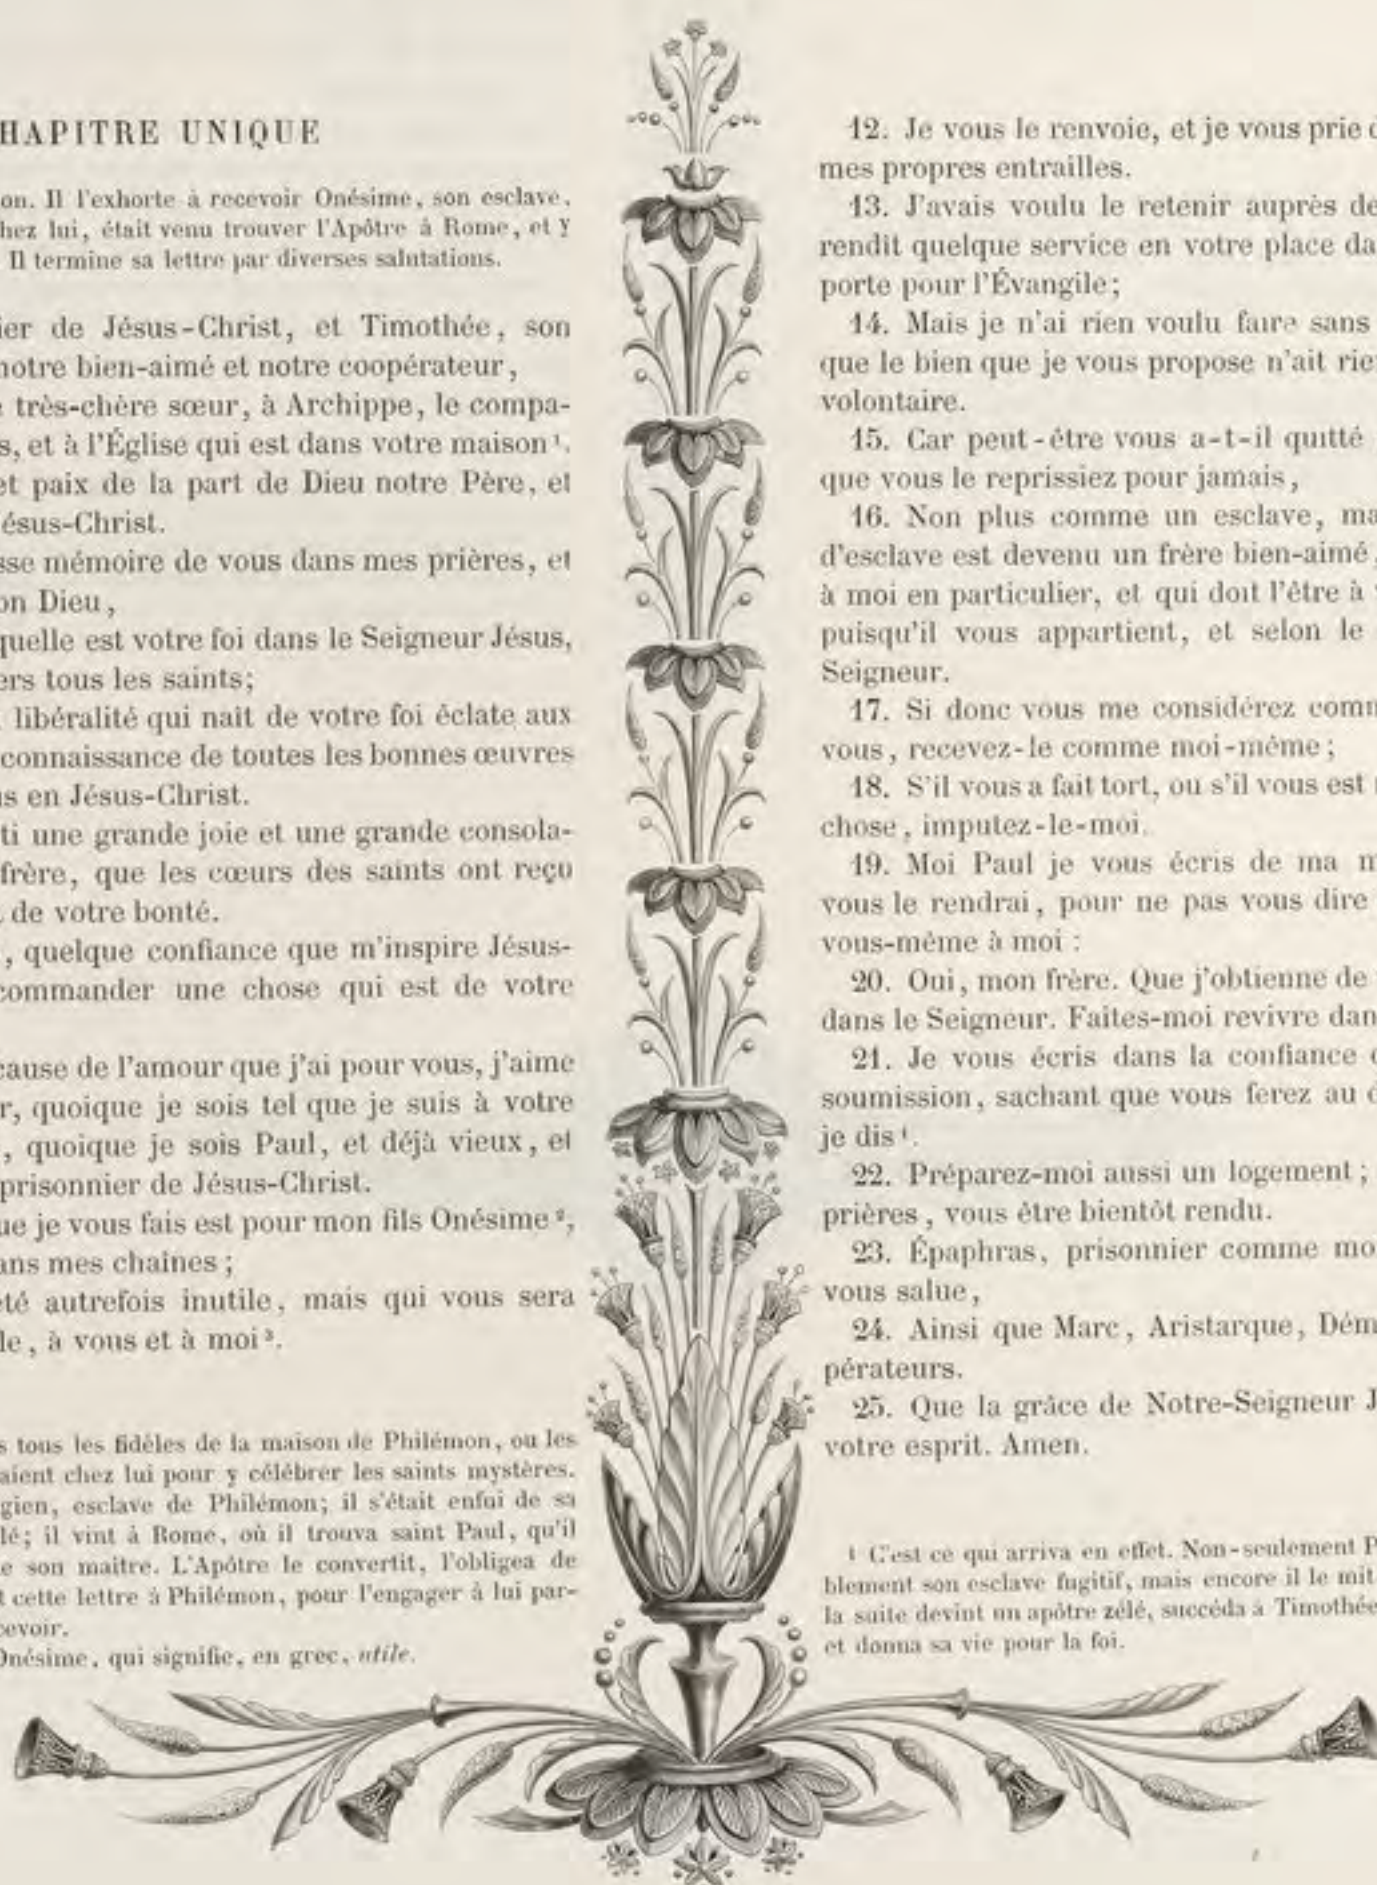 HAPITRE UNIQUE
on. Il l'exhorte à recevoir Onésime, son esclave,
hez lui, était venu trouver l'Apôtre à Rome, et y
Il termine sa lettre par diverses salutations.
ier de Jésus-Christ, et Timothée, son
notre bien-aimé et notre coopérateur,
e très-chère sœur, à Archippe, le compa-
s, et à l'Église qui est dans votre maison ¹.
et paix de la part de Dieu notre Père, et
ésus-Christ.
sse mémoire de vous dans mes prières, et
on Dieu,
quelle est votre foi dans le Seigneur Jésus,
ers tous les saints;
libéralité qui naît de votre foi éclate aux
connaissance de toutes les bonnes œuvres
us en Jésus-Christ.
ti une grande joie et une grande consola-
frère, que les cœurs des saints ont reçu
de votre bonté.
, quelque confiance que m'inspire Jésus-
commander une chose qui est de votre
cause de l'amour que j'ai pour vous, j'aime
r, quoique je sois tel que je suis à votre
, quoique je sois Paul, et déjà vieux, et
prisonnier de Jésus-Christ.
ue je vous fais est pour mon fils Onésime ²,
ans mes chaînes;
été autrefois inutile, mais qui vous sera
le, à vous et à moi ³.
s tous les fidèles de la maison de Philémon, ou les
aient chez lui pour y célébrer les saints mystères.
gien, esclave de Philémon; il s'était enfui de sa
lé; il vint à Rome, où il trouva saint Paul, qu'il
e son maître. L'Apôtre le convertit, l'obligea de
t cette lettre à Philémon, pour l'engager à lui par-
cevoir.
Onésime, qui signifie, en grec, utile.
12. Je vous le renvoie, et je vous prie d
mes propres entrailles.
13. J'avais voulu le retenir auprès de
rendit quelque service en votre place da
porte pour l'Évangile;
14. Mais je n'ai rien voulu faire sans
que le bien que je vous propose n'ait rie
volontaire.
15. Car peut-être vous a-t-il quitté
que vous le reprissiez pour jamais,
16. Non plus comme un esclave, ma
d'esclave est devenu un frère bien-aimé,
à moi en particulier, et qui doit l'être à
puisqu'il vous appartient, et selon le
Seigneur.
17. Si donc vous me considérez comm
vous, recevez-le comme moi-même;
18. S'il vous a fait tort, ou s'il vous est
chose, imputez-le-moi.
19. Moi Paul je vous écris de ma m
vous le rendrai, pour ne pas vous dire
vous-même à moi :
20. Oui, mon frère. Que j'obtienne de
dans le Seigneur. Faites-moi revivre dan
21. Je vous écris dans la confiance
soumission, sachant que vous ferez au d
je dis ¹.
22. Préparez-moi aussi un logement;
prières, vous être bientôt rendu.
23. Épaphras, prisonnier comme mo
vous salue,
24. Ainsi que Marc, Aristarque, Dém
pérateurs.
25. Que la grâce de Notre-Seigneur J
votre esprit. Amen.
¹ C'est ce qui arriva en effet. Non-seulement P
blement son esclave fugitif, mais encore il le mit
la suite devint un apôtre zélé, succéda à Timothée
et donna sa vie pour la foi.